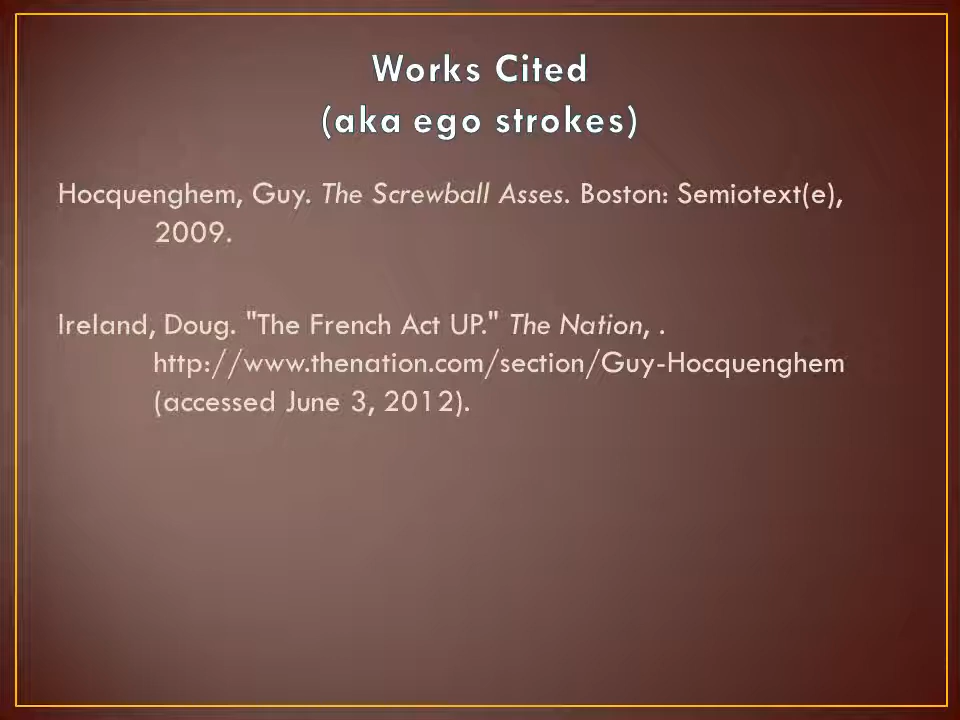 Works Cited
(aka ego strokes)
Hocquenghem, Guy. The Screwball Asses. Boston: Semiotext(e),
2009.
Ireland, Doug. "The French Act UP." The Nation, .
http://www.thenation.com/section/Guy-Hocquenghem
(accessed June 3, 2012).